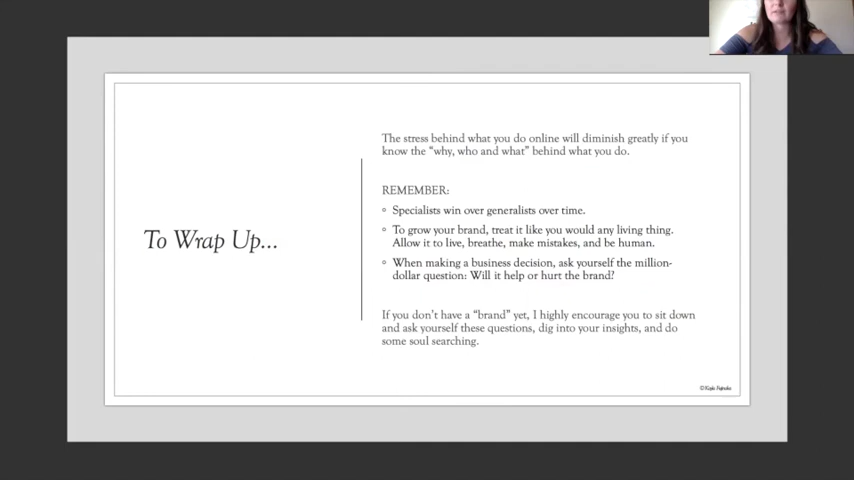 The stress behind what you do online will diminish greatly if you
know the “why, who and what” behind what you do.
REMEMBER:
To Wrap Up...
Specialists win over generalists over time.
To grow your brand, treat it like you would any living thing.
Allow it to live, breathe, make mistakes, and be human.
When making a business decision, ask yourself the million-
dollar question: Will it help or hurt the brand?
If you don’t have a “brand” yet, I highly encourage you to sit down
and ask yourself these questions, dig into your insights, and do
some soul searching.